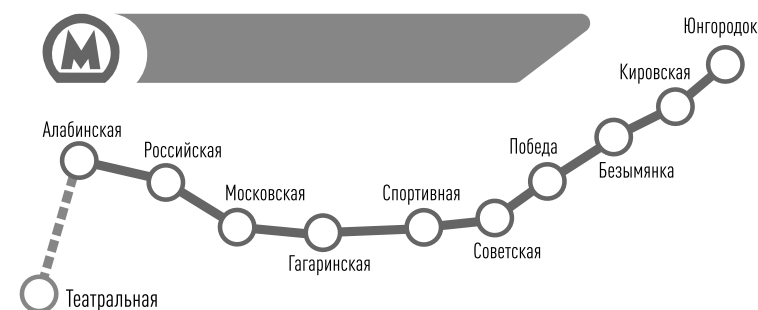 М
Юнгородок
Кировская
Алабинская
Российская
Победа
Безымянка
Московская
Спортивная
Советская
Гагаринская
Театральная